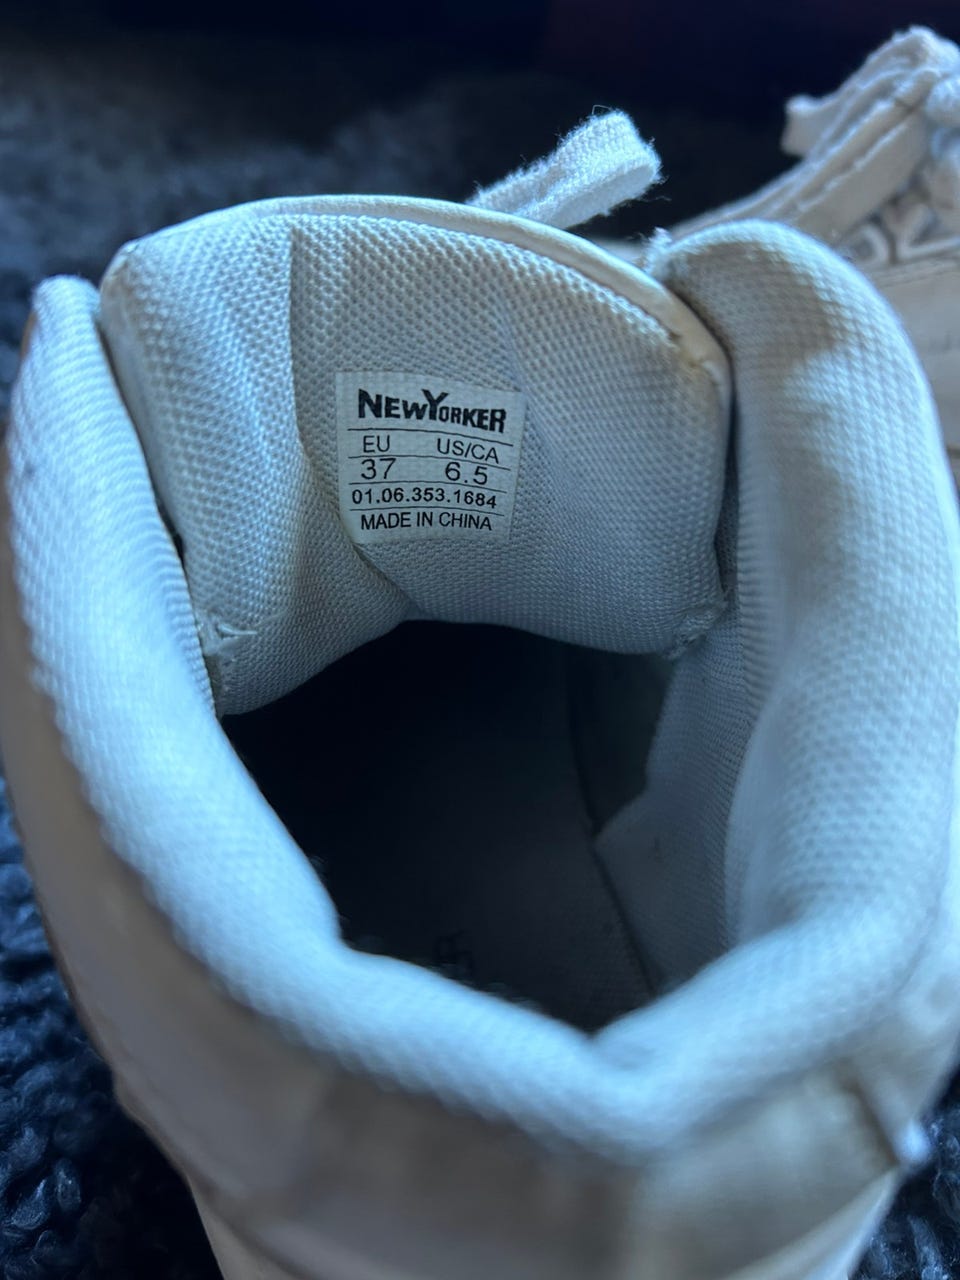 NEWYORKER
EU US/CA
37 6.5
01.06.353.1684
MADE IN CHINA